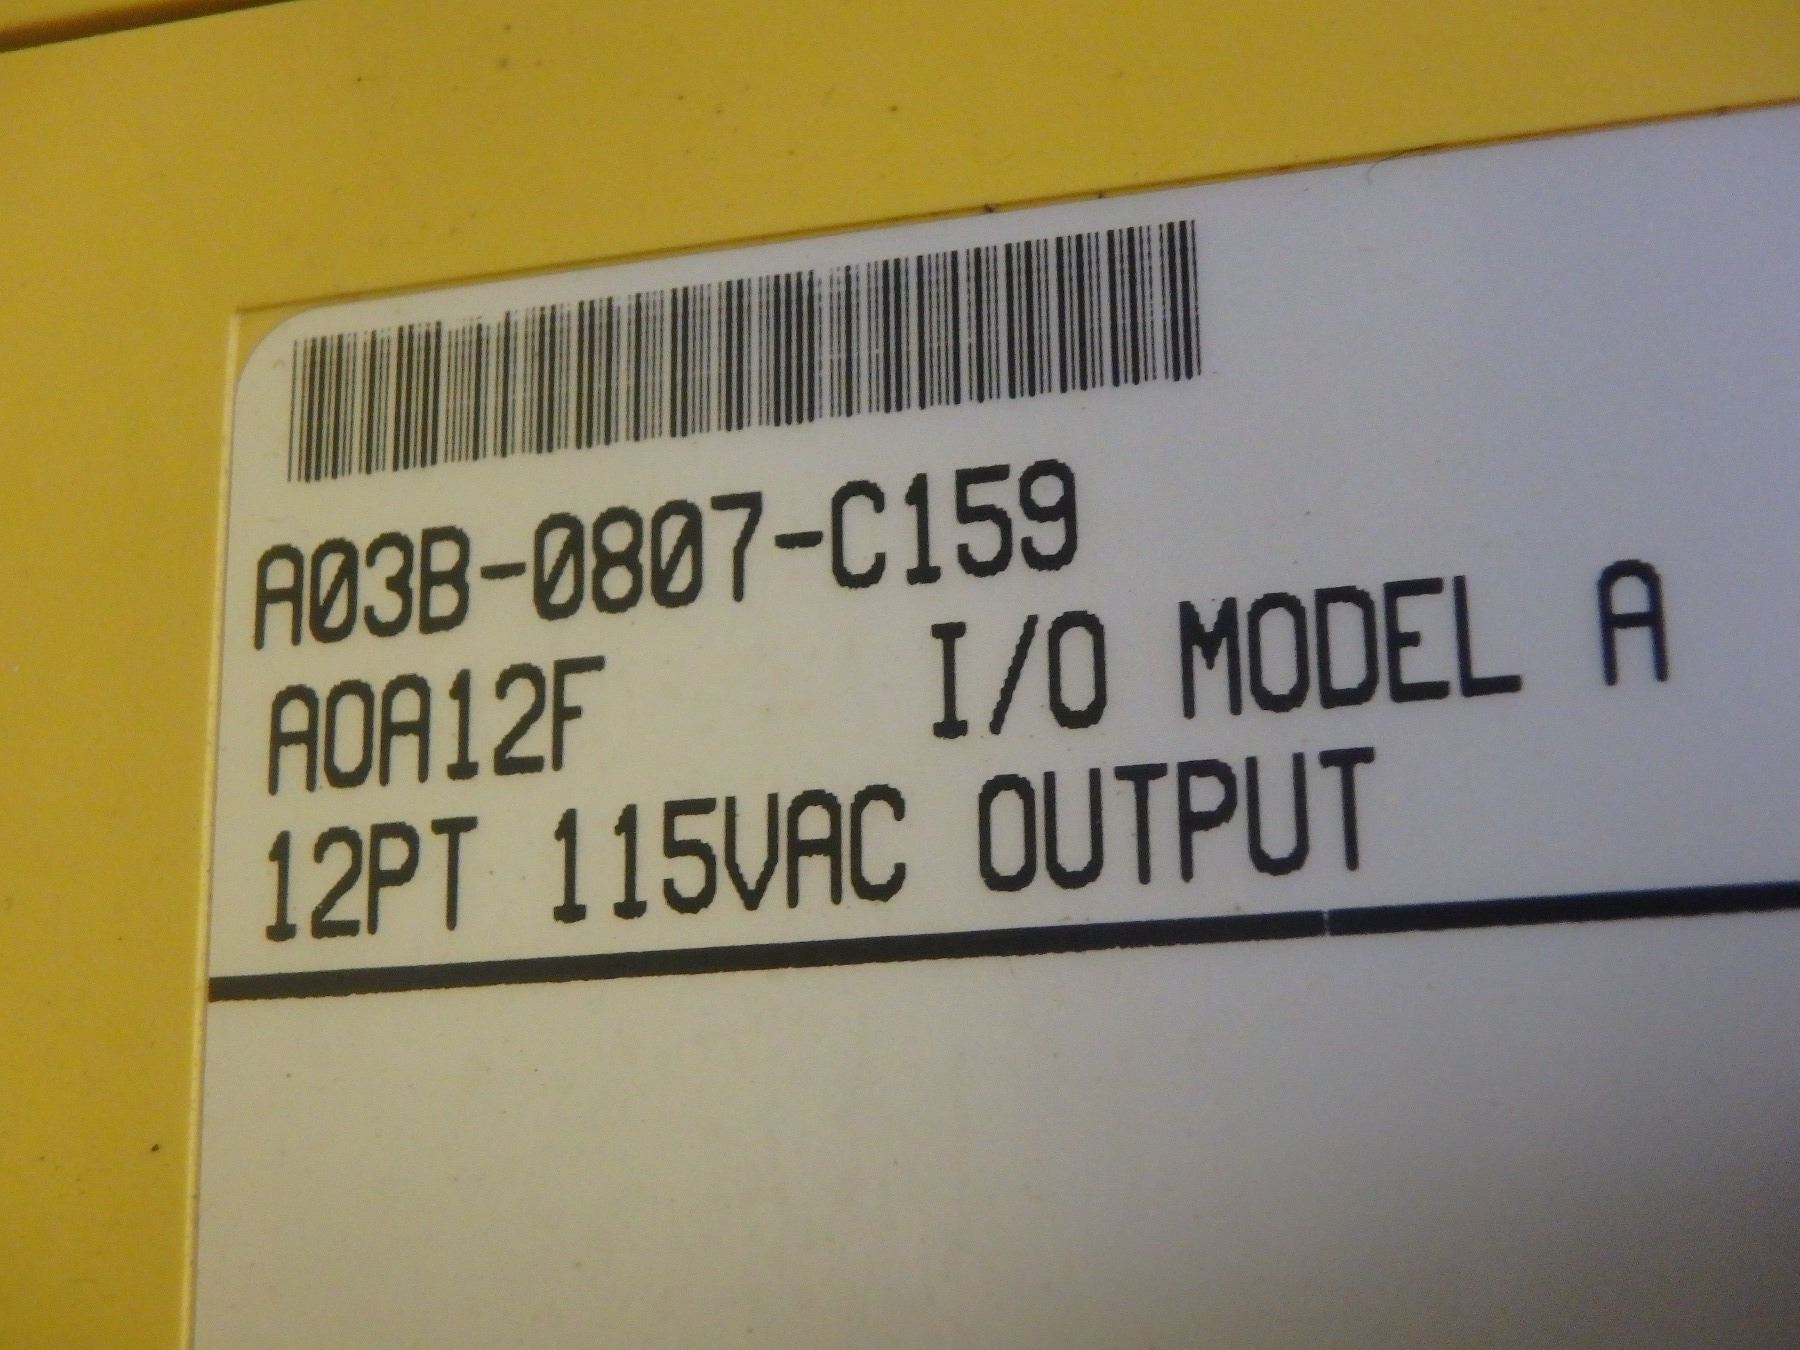 A03B-0807-C159
AOA12F I/O MODEL A
12PT 115VAC OUTPUT